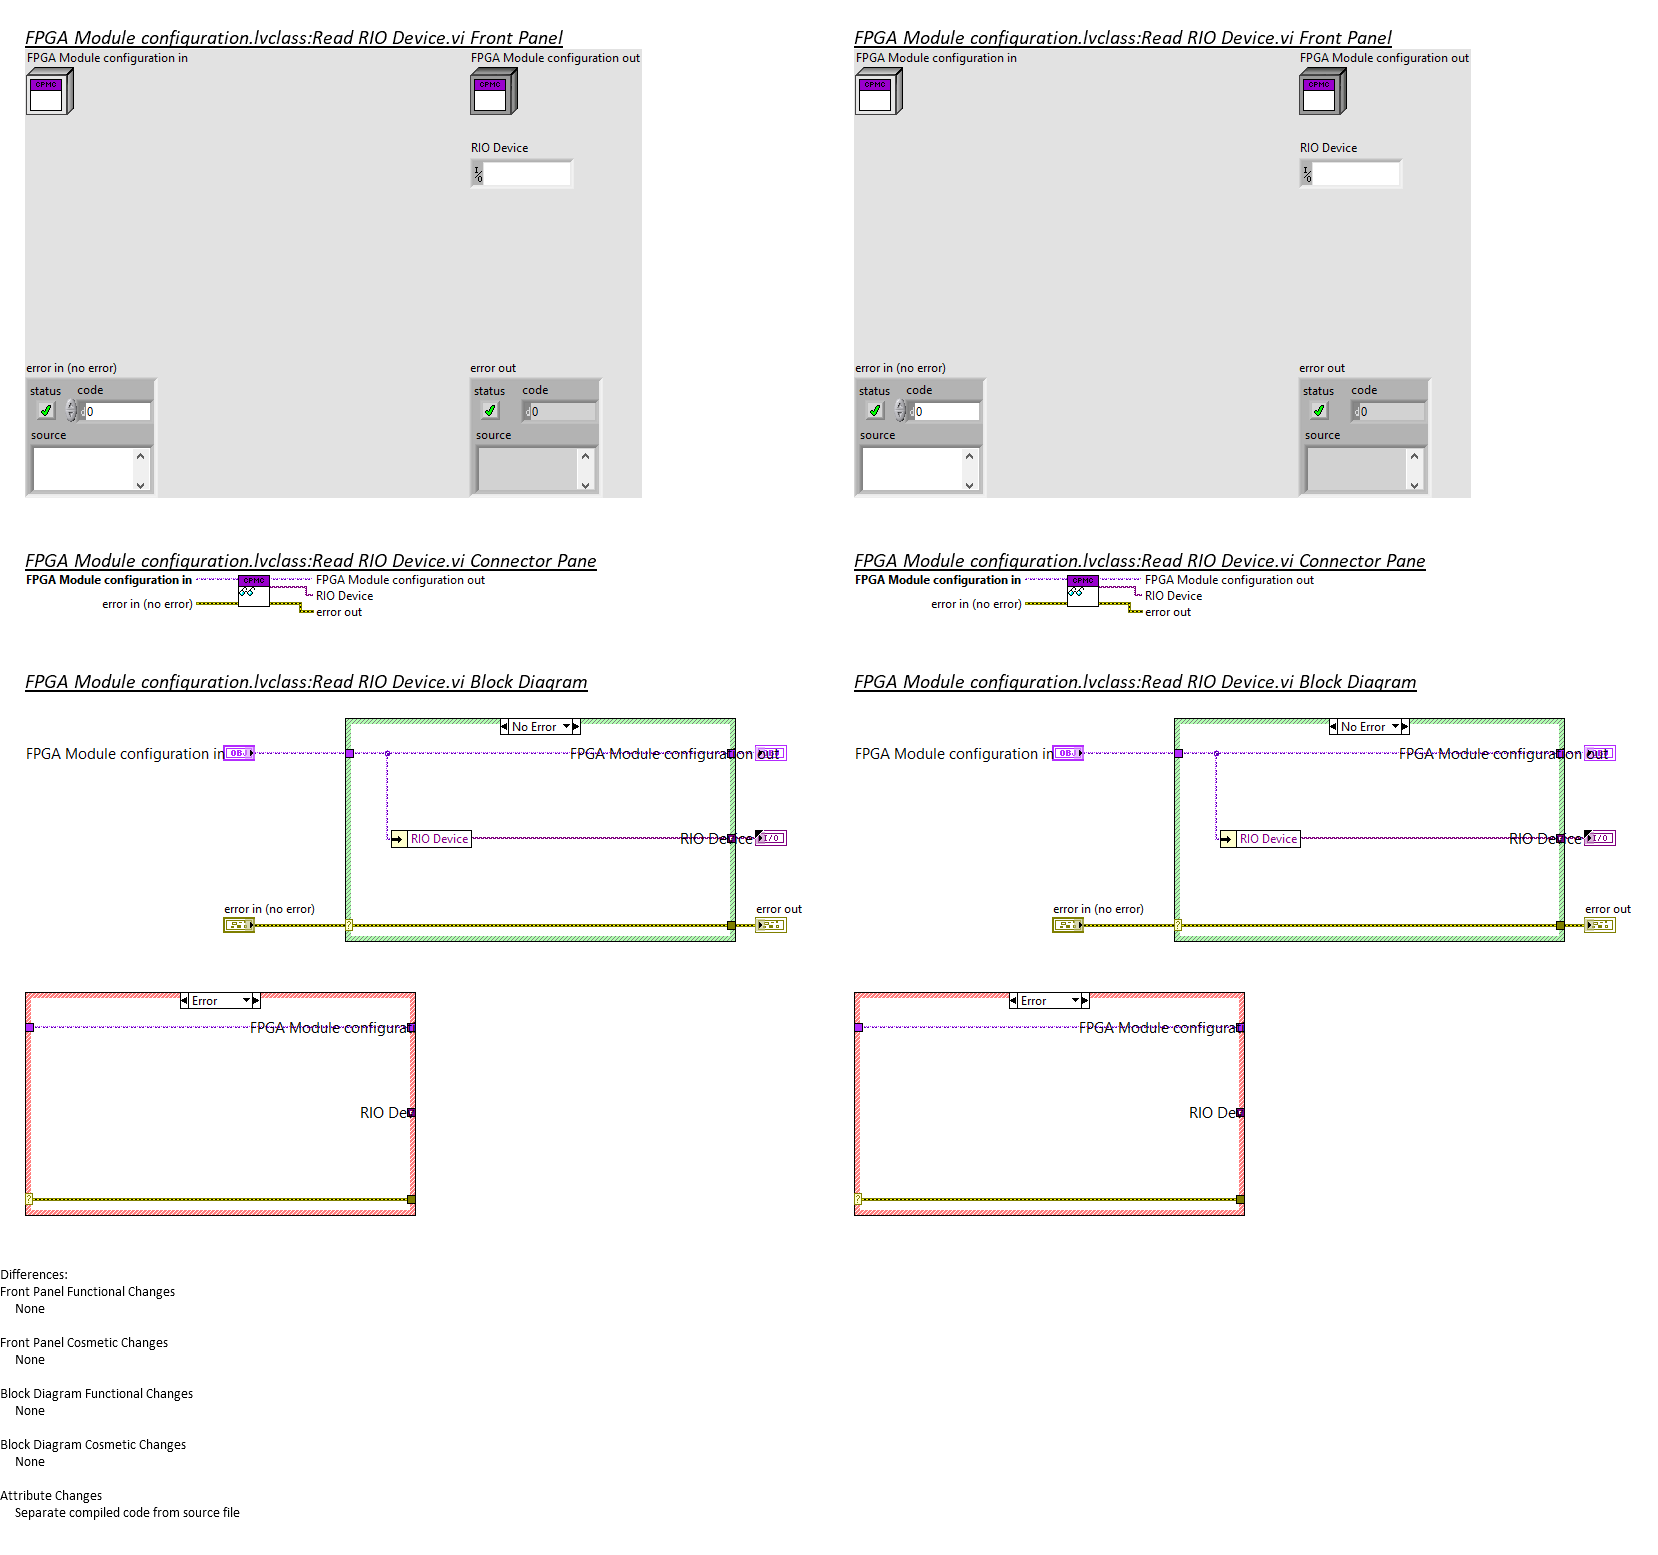 FPGA Module configuration.lvclass:Read RIO Device.vi Front Panel
FPGA Module configuration in
FPGA Module configuration out
CPMC
CPMC
RIO Device
I/O
error in (no error)
error out
status code
0
source
status code
0
source
FPGA Module configuration.lvclass:Read RIO Device.vi Connector Pane
FPGA Module configuration in
CPMC
FPGA Module configuration out
RIO Device
error in (no error)
error out
FPGA Module configuration.lvclass:Read RIO Device.vi Block Diagram
No Error
FPGA Module configuration in
OBJ
FPGA Module configuration out
OBJ
RIO Device
RIO Device
I/O
error in (no error)
error out
?
Error
FPGA Module configurat
RIO De
?
FPGA Module configuration.lvclass:Read RIO Device.vi Front Panel
FPGA Module configuration in
FPGA Module configuration out
CPMC
CPMC
RIO Device
I/O
error in (no error)
error out
status code
0
source
status code
0
source
FPGA Module configuration.lvclass:Read RIO Device.vi Connector Pane
FPGA Module configuration in
CPMC
FPGA Module configuration out
RIO Device
error in (no error)
error out
FPGA Module configuration.lvclass:Read RIO Device.vi Block Diagram
No Error
FPGA Module configuration in
OBJ
FPGA Module configuration out
OBJ
RIO Device
RIO Device
I/O
error in (no error)
error out
?
Error
FPGA Module configurat
RIO De
?
Differences:
Front Panel Functional Changes
None
Front Panel Cosmetic Changes
None
Block Diagram Functional Changes
None
Block Diagram Cosmetic Changes
None
Attribute Changes
Separate compiled code from source file